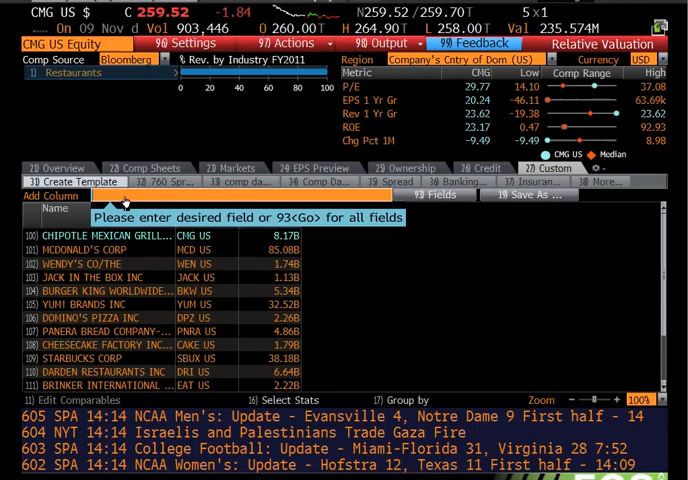 CMG US $ C 259.52 -1.84 N259.52 / 259.70T 5 x 1
On 09 Nov d Vol 903,446 O 260.00T H 264.90T L 258.00T Val 235.574M
CMG US Equity 90) Settings 97) Actions 98) Output 99) Feedback Relative Valuation
Comp Source Bloomberg % Rev. by Industry FY2011 Region Company's Cntry of Dom (US) Currency USD
1) Restaurants
0 20 40 60 80 100
Metric CMG Low Comp Range High
P/E 29.77 14.10 37.08
EPS 1 Yr Gr 20.24 -46.11 63.69k
Rev 1 Yr Gr 23.62 -19.38 23.62
ROE 23.17 0.47 92.93
Chg Pct 1M -9.49 -9.49 8.98
CMG US Median
21) Overview 22) Comp Sheets 23) Markets 24) EPS Preview 25) Ownership 26) Credit 27) Custom
31) Create Template 32) 760 Spr... 33) comp da... 34) Comp Da... 39) Spread 36) Banking... 37) Insuran... 38) More...
Add Column 93) Fields 19) Save As ...
Please enter desired field or 93<Go> for all fields
Name
100) CHIPOTLE MEXICAN GRILL... CMG US 8.17B
101) MCDONALD'S CORP MCD US 85.08B
102) WENDY'S CO/THE WEN US 1.74B
103) JACK IN THE BOX INC JACK US 1.13B
104) BURGER KING WORLDWIDE... BKW US 5.34B
105) YUM! BRANDS INC YUM US 32.52B
106) DOMINO'S PIZZA INC DPZ US 2.26B
107) PANERA BREAD COMPANY-... PNRA US 4.86B
108) CHEESECAKE FACTORY INC... CAKE US 1.79B
109) STARBUCKS CORP SBUX US 38.18B
110) DARDEN RESTAURANTS INC DRI US 6.64B
111) BRINKER INTERNATIONAL ... EAT US 2.22B
11) Edit Comparables 16) Select Stats 17) Group by Zoom - + 100%
605 SPA 14:14 NCAA Men's: Update - Evansville 4, Notre Dame 9 First half - 14
604 NYT 14:14 Israelis and Palestinians Trade Gaza Fire
603 SPA 14:14 College Football: Update - Miami-Florida 31, Virginia 28 7:52
602 SPA 14:14 NCAA Women's: Update - Hofstra 12, Texas 11 First half - 14:09